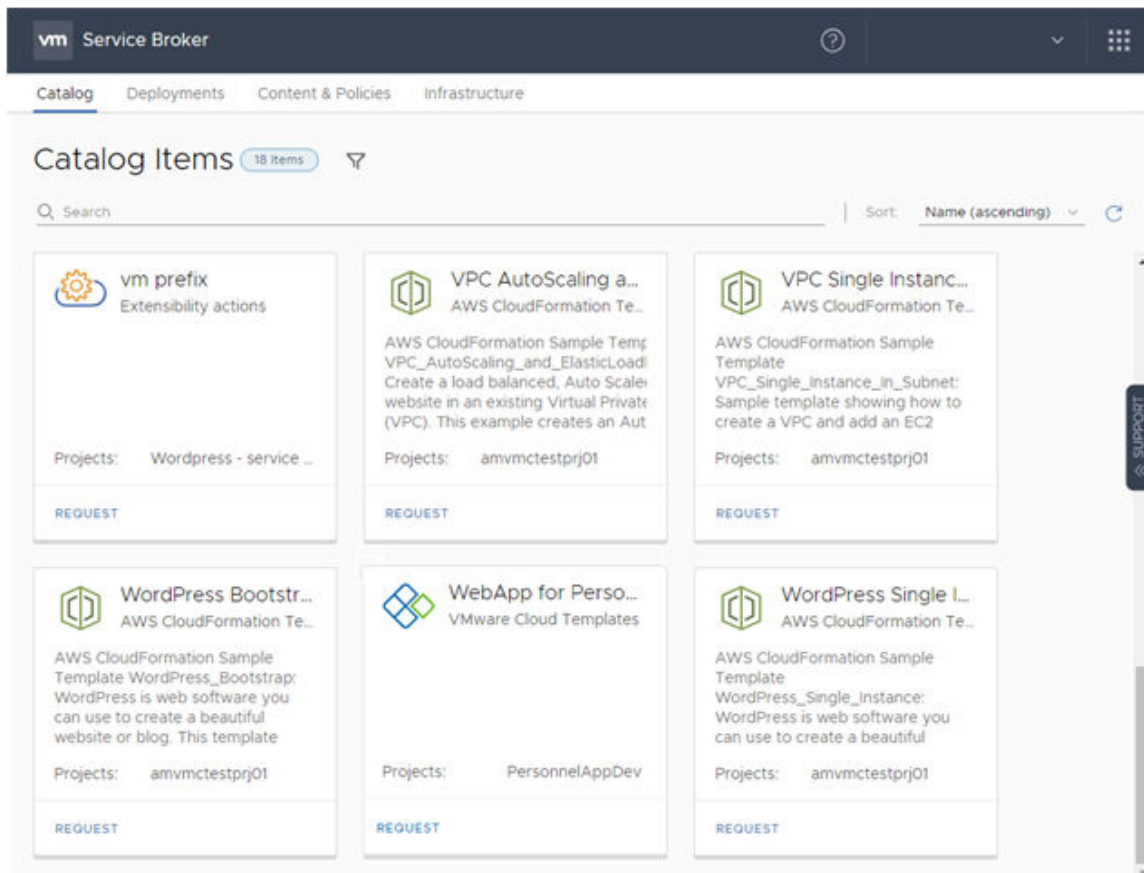 vm Service Broker
Catalog Deployments Content & Policies Infrastructure
Catalog Items 18 Items
Search Sort: Name (ascending)
vm prefix
Extensibility actions
Projects: Wordpress - service ...
REQUEST
VPC AutoScaling a...
AWS CloudFormation Te...
AWS CloudFormation Sample Temp
VPC_AutoScaling_and_ElasticLoad
Create a load balanced, Auto Scale
website in an existing Virtual Private
(VPC). This example creates an Aut
Projects: amvmctestprj01
REQUEST
VPC Single Instanc...
AWS CloudFormation Te...
AWS CloudFormation Sample
Template
VPC_Single_Instance_In_Subnet:
Sample template showing how to
create a VPC and add an EC2
Projects: amvmctestprj01
REQUEST
SUPPORT
WordPress Bootstr...
AWS CloudFormation Te...
AWS CloudFormation Sample
Template WordPress_Bootstrap:
WordPress is web software you
can use to create a beautiful
website or blog. This template
Projects: amvmctestprj01
REQUEST
WebApp for Perso...
VMware Cloud Templates
Projects: PersonnelAppDev
REQUEST
WordPress Single I...
AWS CloudFormation Te...
AWS CloudFormation Sample
Template
WordPress_Single_Instance:
WordPress is web software you
can use to create a beautiful
Projects: amvmctestprj01
REQUEST